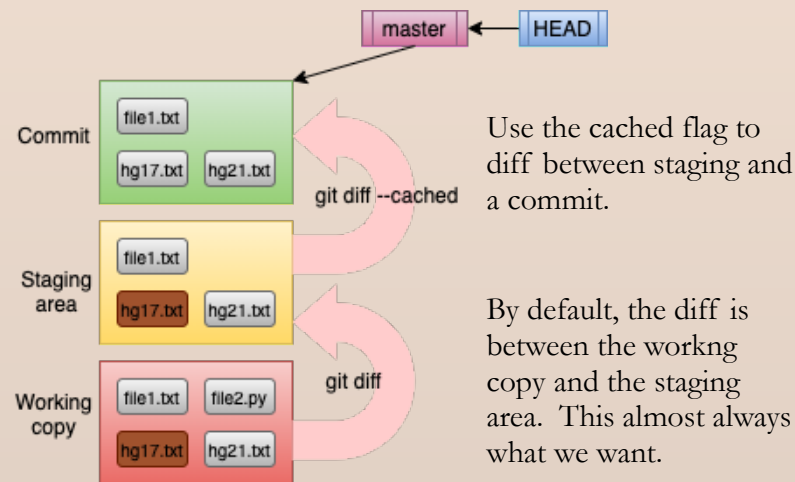 master
HEAD
Commit
file1.txt
hg17.txt hg21.txt
git diff --cached
Use the cached flag to
diff between staging and
a commit.
Staging
area
file1.txt
hg17.txt hg21.txt
By default, the diff is
between the workng
copy and the staging
area. This almost always
what we want.
git diff
Working
copy
file1.txt file2.py
hg17.txt hg21.txt